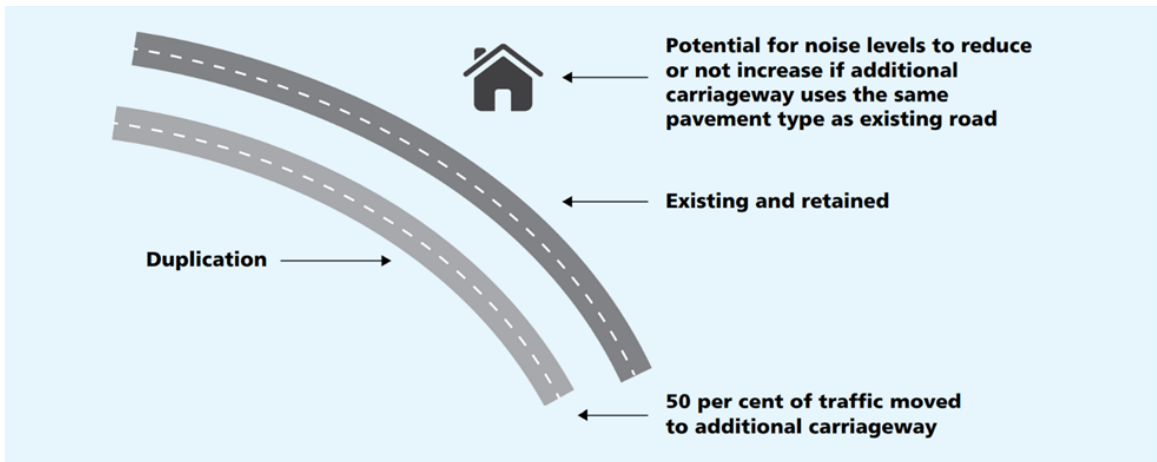 Potential for noise levels to reduce
or not increase if additional
carriageway uses the same
pavement type as existing road
Existing and retained
Duplication
50 per cent of traffic moved
to additional carriageway